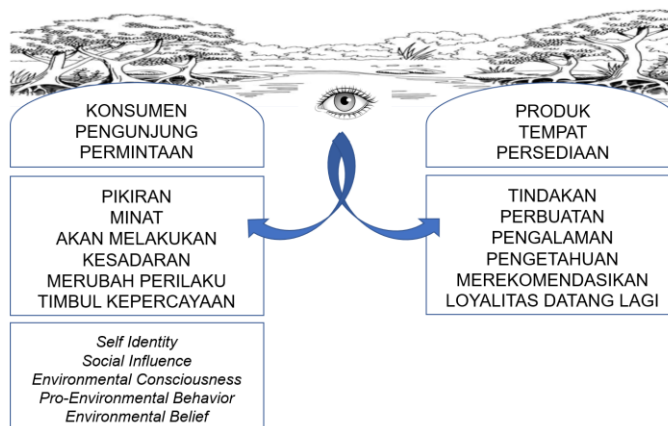 KONSUMEN
PENGUNJUNG
PERMINTAAN
PRODUK
TEMPAT
PERSEDIAAN
PIKIRAN
MINAT
AKAN MELAKUKAN
KESADARAN
MERUBAH PERILAKU
TIMBUL KEPERCAYAAN
TINDAKAN
PERBUATAN
PENGALAMAN
PENGETAHUAN
MEREKOMENDASIKAN
LOYALITAS DATANG LAGI
Self Identity
Social Influence
Environmental Consciousness
Pro-Environmental Behavior
Environmental Belief